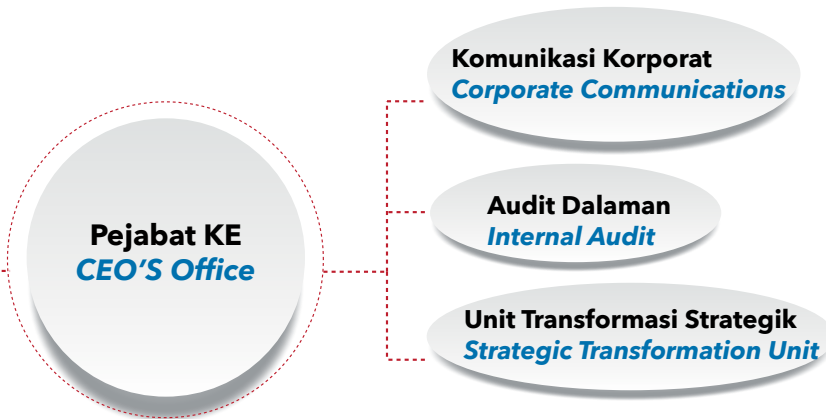 Komunikasi Korporat
Corporate Communications
Pejabat KE
CEO’S Office
Audit Dalaman
Internal Audit
Unit Transformasi Strategik
Strategic Transformation Unit